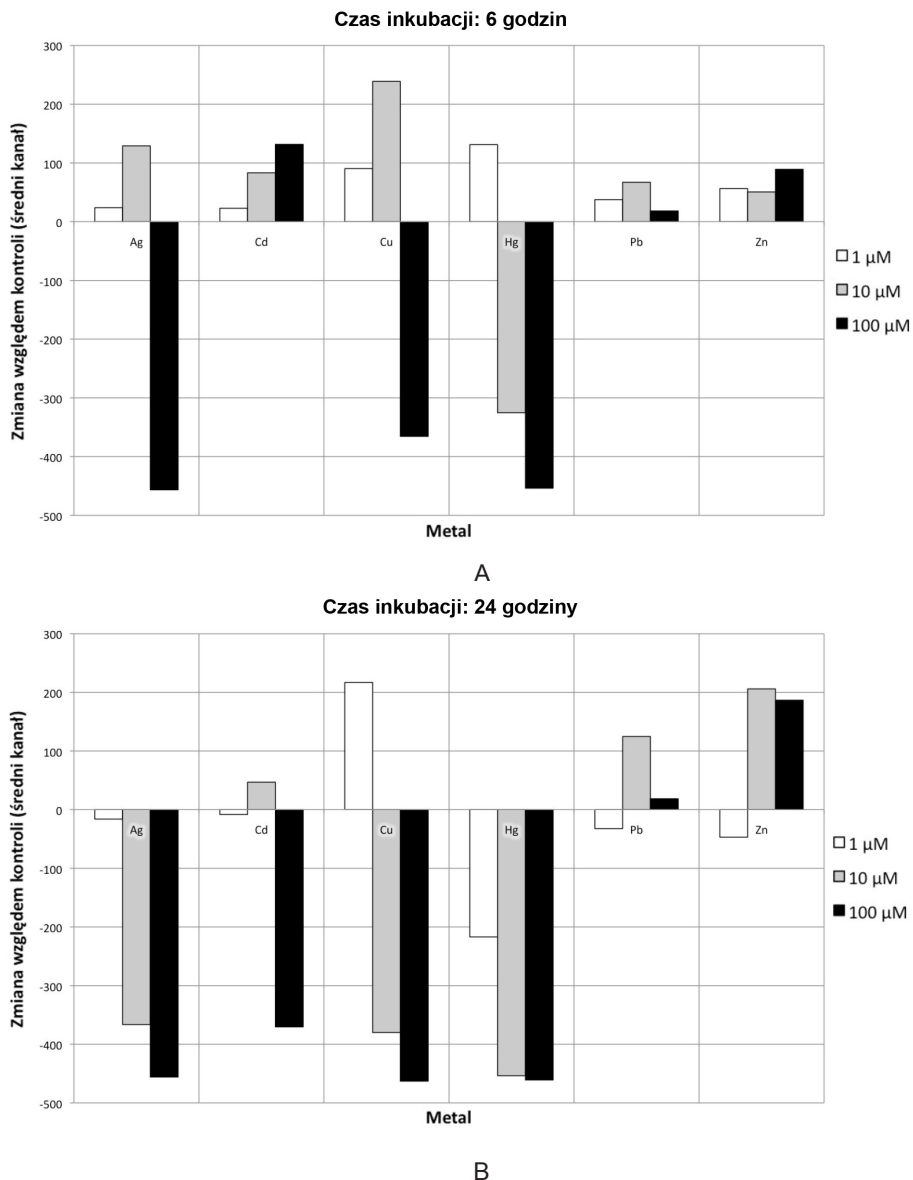 Czas inkubacji: 6 godzin
Zmiana względem kontroli (średni kanał)
300
200
100
0
-100
-200
-300
-400
-500
Ag Cd Cu Hg Pb Zn
Metal
1 µM
10 µM
100 µM
A
Czas inkubacji: 24 godziny
Zmiana względem kontroli (średni kanał)
300
200
100
0
-100
-200
-300
-400
-500
Ag Cd Cu Hg Pb Zn
Metal
1 µM
10 µM
100 µM
B